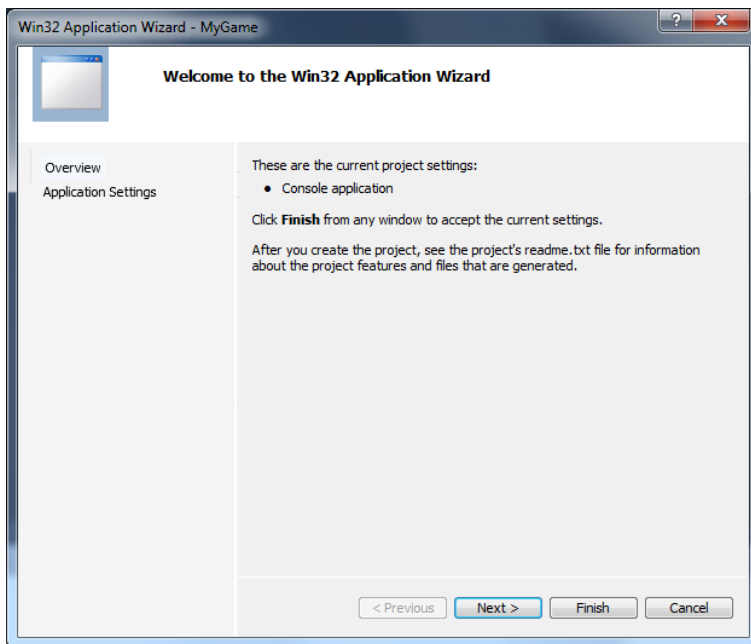 Win32 Application Wizard - MyGame
?
X
Welcome to the Win32 Application Wizard
Overview
Application Settings
These are the current project settings:
• Console application
Click Finish from any window to accept the current settings.
After you create the project, see the project's readme.txt file for information
about the project features and files that are generated.
< Previous
Next >
Finish
Cancel